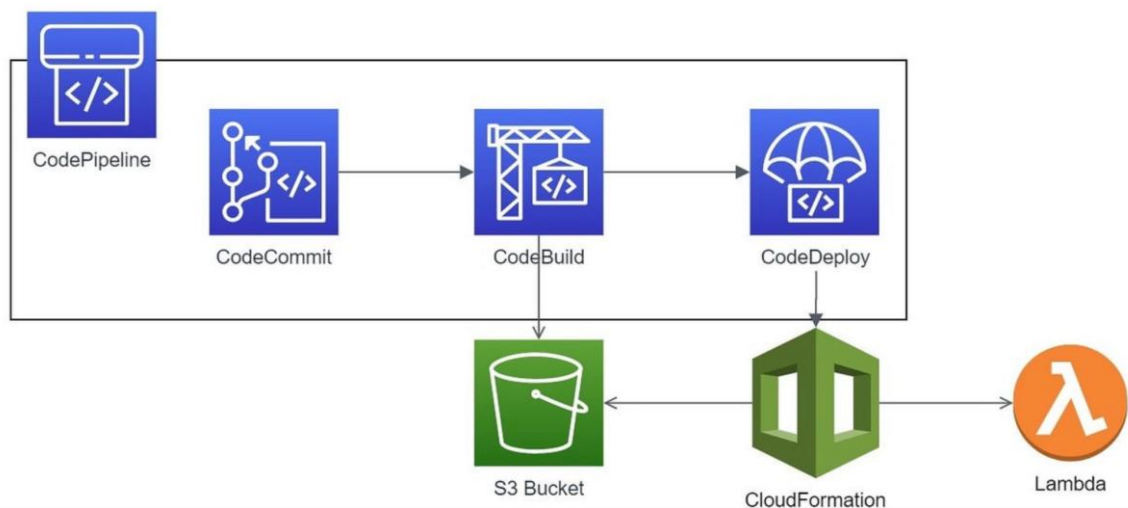 CodePipeline
CodeCommit
CodeBuild
CodeDeploy
S3 Bucket
CloudFormation
Lambda